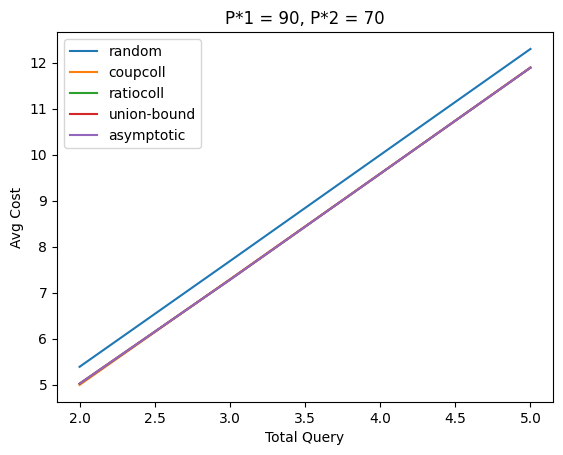 P*1 = 90, P*2 = 70
random
coupcoll
ratiocoll
union-bound
asymptotic
12
11
10
9
8
7
6
5
Avg Cost
2.0 2.5 3.0 3.5 4.0 4.5 5.0
Total Query